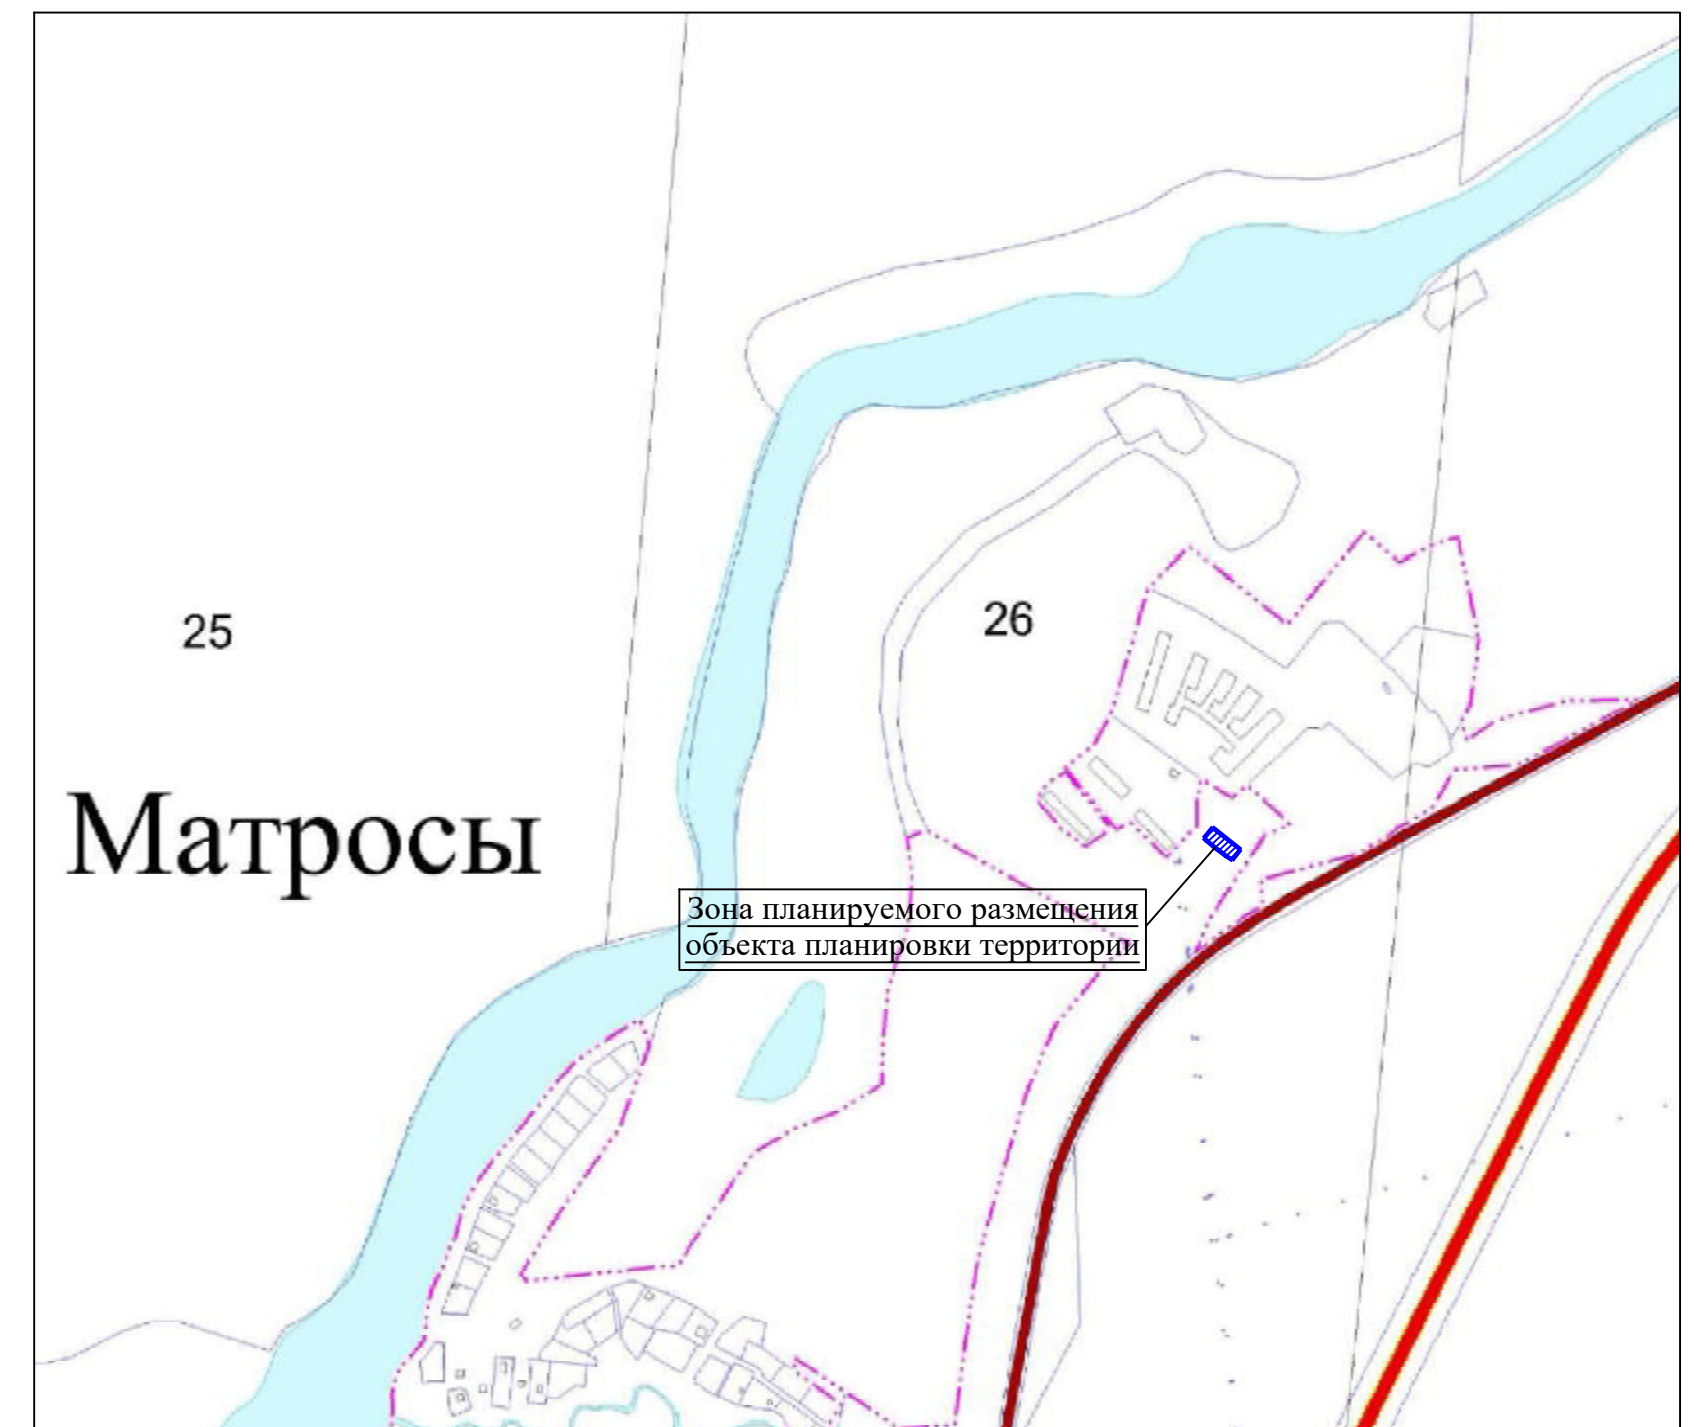 25
26
Матросы
Зона планируемого размещения
объекта планировки территории